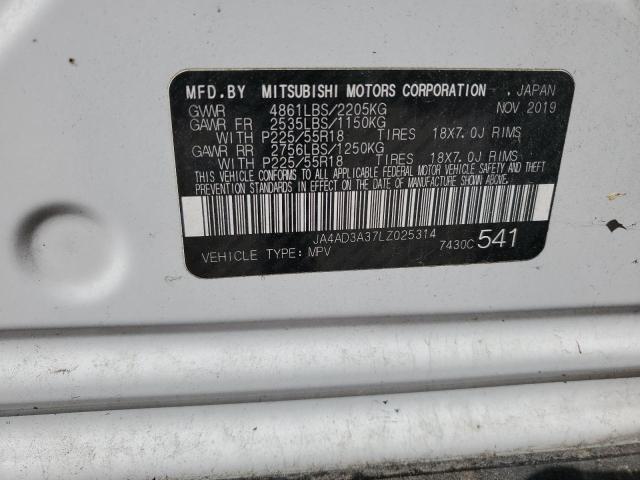 MFD.BY MITSUBISHI MOTORS CORPORATION . JAPAN
GVWR 4861LBS/2205KG NOV 2019
GAWR FR 2535LBS/1150KG
WITH P225/55R18 TIRES 18X7.0J RIMS
GAWR RR 2756LBS/1250KG
WITH P225/55R18 TIRES 18X7.0J RIMS
THIS VEHICLE CONFORMS TO ALL APPLICABLE FEDERAL MOTOR VEHICLE SAFETY,
PREVENTION STANDARDS IN EFFECT ON THE DATE OF MANUFACTURE SHOWN ABOVE.
JA4AD3A37LZ025314
VEHICLE TYPE: MPV 7430C 541